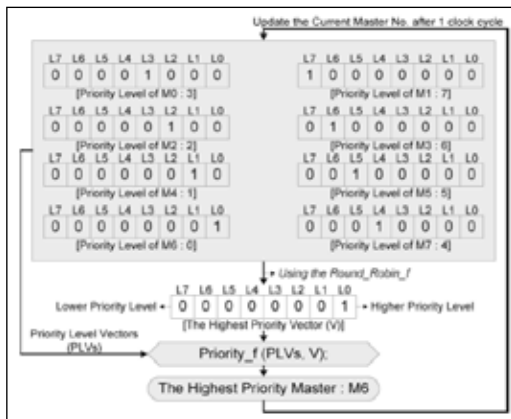 Update the Current Master No. after 1 clock cycle
L7 L6 L5 L4 L3 L2 L1 L0
0 0 0 0 1 0 0 0
[Priority Level of M0 : 3]
L7 L6 L5 L4 L3 L2 L1 L0
1 0 0 0 0 0 0 0
[Priority Level of M1 : 7]
L7 L6 L5 L4 L3 L2 L1 L0
0 0 0 0 0 1 0 0
[Priority Level of M2 : 2]
L7 L6 L5 L4 L3 L2 L1 L0
0 1 0 0 0 0 0 0
[Priority Level of M3 : 6]
L7 L6 L5 L4 L3 L2 L1 L0
0 0 0 0 0 0 1 0
[Priority Level of M4 : 1]
L7 L6 L5 L4 L3 L2 L1 L0
0 0 1 0 0 0 0 0
[Priority Level of M5 : 5]
L7 L6 L5 L4 L3 L2 L1 L0
0 0 0 0 0 0 0 1
[Priority Level of M6 : 0]
L7 L6 L5 L4 L3 L2 L1 L0
0 0 0 1 0 0 0 0
[Priority Level of M7 : 4]
Using the Round_Robin_f
L7 L6 L5 L4 L3 L2 L1 L0
Lower Priority Level 0 0 0 0 0 0 0 1 Higher Priority Level
[The Highest Priority Vector (V)]
Priority Level Vectors
(PLVs)
Priority_f (PLVs, V);
The Highest Priority Master : M6